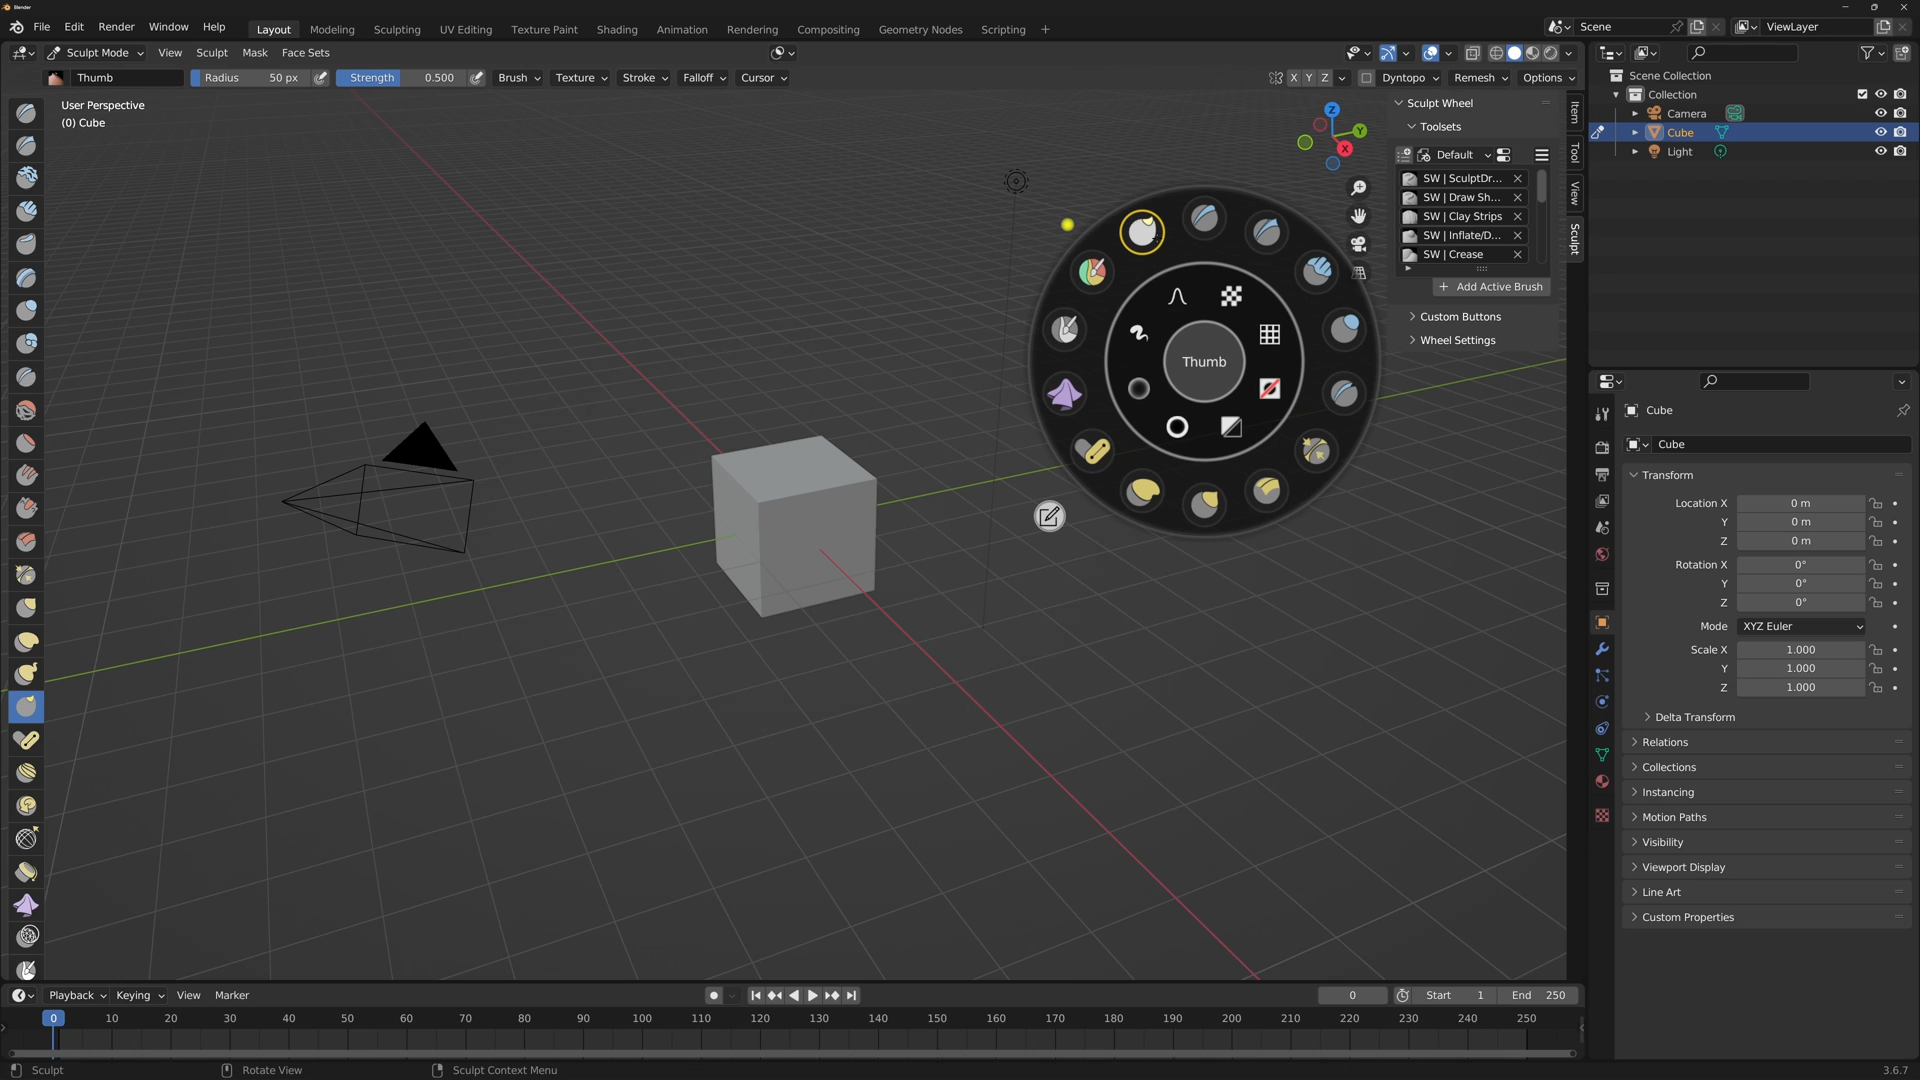 Blender
File Edit Render Window Help
Layout Modeling Sculpting UV Editing Texture Paint Shading Animation Rendering Compositing Geometry Nodes Scripting +
Scene
ViewLayer
Sculpt Mode View Sculpt Mask Face Sets
Thumb
Radius 50 px
Strength 0.500
Brush Texture Stroke Falloff Cursor
X Y Z
Dyntopo Remesh Options
User Perspective
(0) Cube
Z
Y
X
Sculpt Wheel
Toolsets
Default
SW | SculptDr...
SW | Draw Sh...
SW | Clay Strips
SW | Inflate/D...
SW | Crease
+ Add Active Brush
Custom Buttons
Wheel Settings
Item
Tool
View
Sculpt
Thumb
Scene Collection
Collection
Camera
Cube
Light
Cube
Cube
Transform
Location X 0 m
Y 0 m
Z 0 m
Rotation X 0°
Y 0°
Z 0°
Mode XYZ Euler
Scale X 1.000
Y 1.000
Z 1.000
Delta Transform
Relations
Collections
Instancing
Motion Paths
Visibility
Viewport Display
Line Art
Custom Properties
Playback Keying View Marker
0
Start 1
End 250
0 10 20 30 40 50 60 70 80 90 100 110 120 130 140 150 160 170 180 190 200 210 220 230 240 250
Sculpt
Rotate View
Sculpt Context Menu
3.6.7